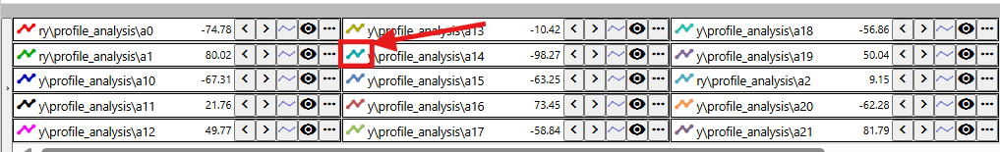 ry\profile_analysis\a0 -74.78 y\profile_analysis\a13 -10.42 y\profile_analysis\a18 -56.86
ry\profile_analysis\a1 80.02 y\profile_analysis\a14 -98.27 y\profile_analysis\a19 50.04
y\profile_analysis\a10 -67.31 y\profile_analysis\a15 -63.25 ry\profile_analysis\a2 9.15
y\profile_analysis\a11 21.76 y\profile_analysis\a16 73.45 y\profile_analysis\a20 -62.28
y\profile_analysis\a12 49.77 y\profile_analysis\a17 -58.84 y\profile_analysis\a21 81.79